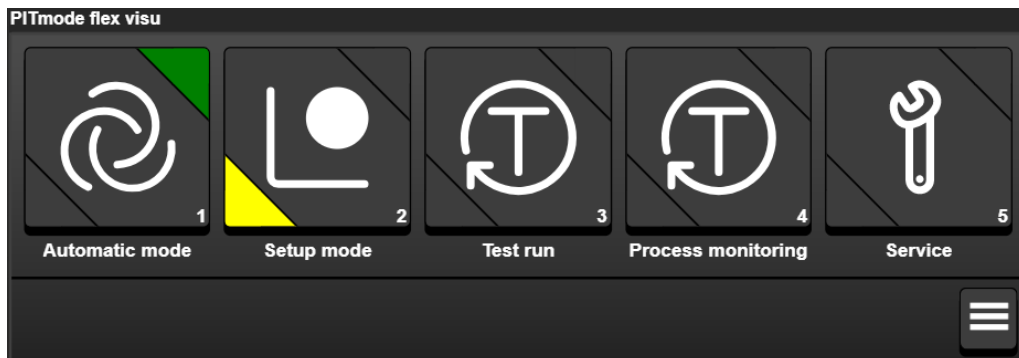 PITmode flex visu
T
T
1
2
3
4
5
Automatic mode
Setup mode
Test run
Process monitoring
Service